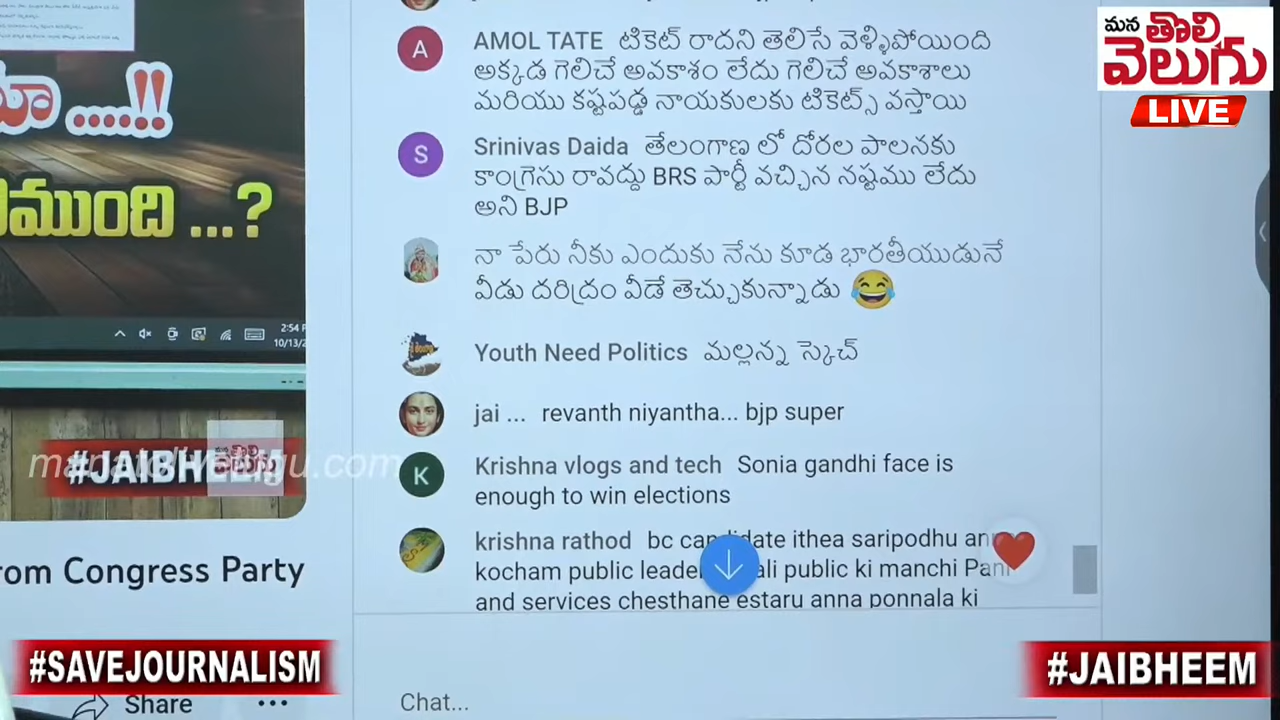 AMOL TATE టికెట్ రాదని తెలిసే వెళ్ళిపోయింది
అక్కడ గెలిచే అవకాశం లేదు గెలిచే అవకాశాలు
మరియు కష్టపడ్డ నాయకులకు టికెట్స్ వస్తాయి
Srinivas Daida తేలంగాణ లో దోరల పాలనకు
కాంగ్రెసు రావద్దు BRS పార్టీ వచ్చిన నష్టము లేదు
అని BJP
నా పేరు నీకు ఎందుకు నేను కూడ భారతీయుడునే
వీడు దరిద్రం వీడే తెచ్చుకున్నాడు 😂
Youth Need Politics మల్లన్న స్కెచ్
jai ... revanth niyantha... bjp super
Krishna vlogs and tech Sonia gandhi face is
enough to win elections
krishna rathod bc candidate ithea saripodhu
kocham public public ki manchi
and services chesthane estaru anna ponnala ki
Chat...
మన తొలి
వెలుగు
LIVE
A
S
K
....!!
...?
2:54
#JAIBHEEM
manatolivelugu.com
rom Congress Party
#SAVEJOURNALISM
Share
#JAIBHEEM